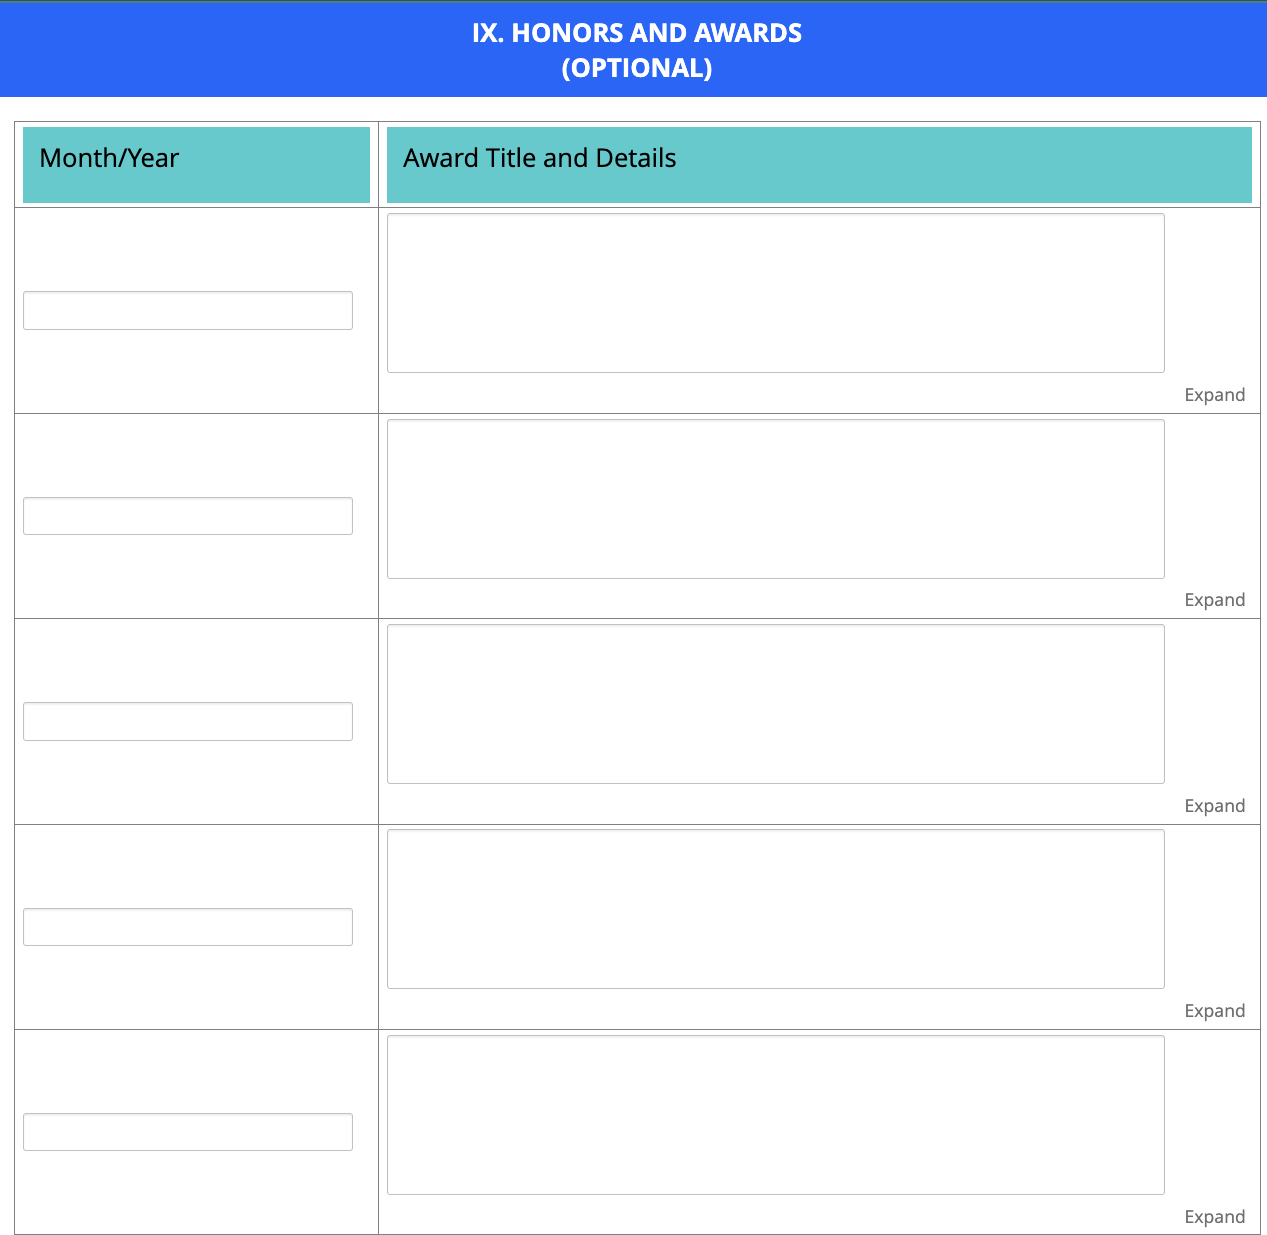 IX. HONORS AND AWARDS
(OPTIONAL)
Month/Year
Award Title and Details
Expand
Expand
Expand
Expand
Expand